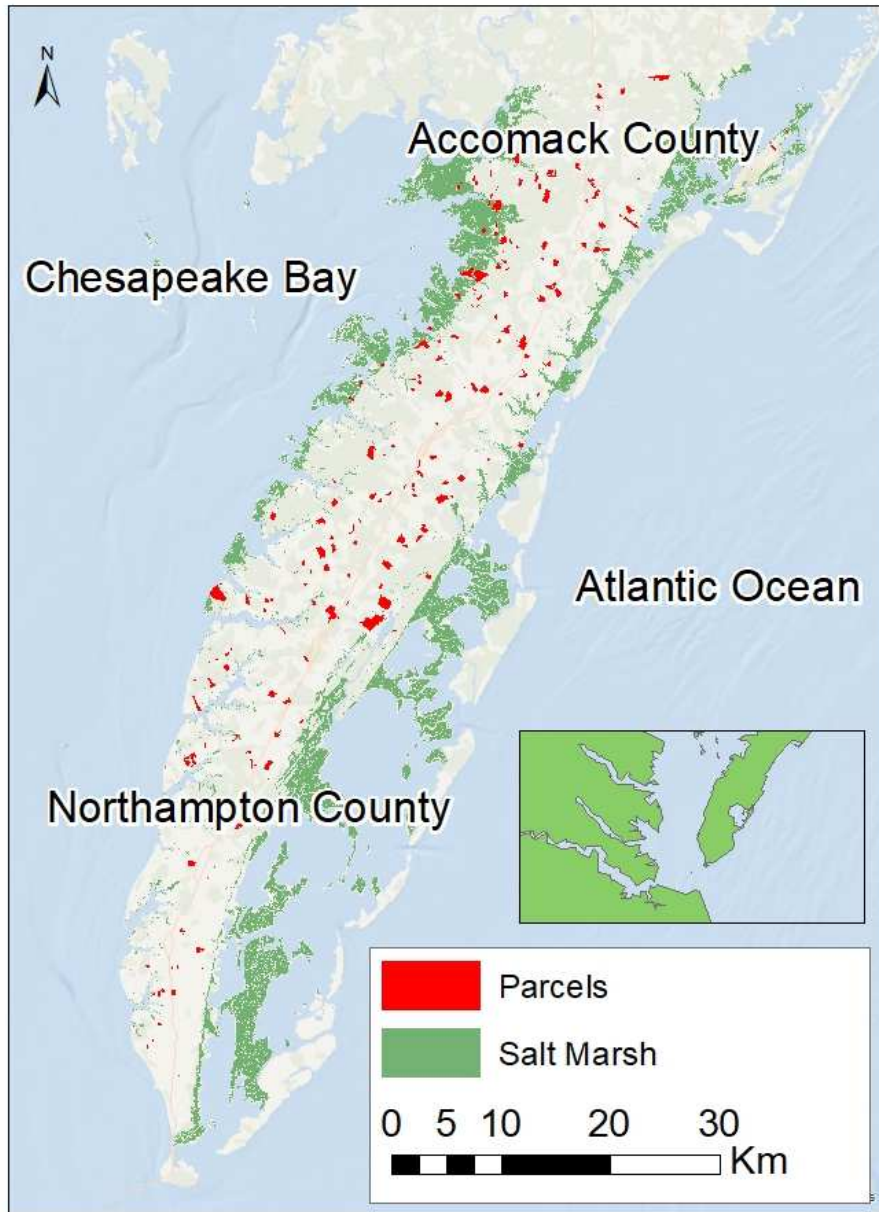 N
Accomack County
Chesapeake Bay
Atlantic Ocean
Northampton County
Parcels
Salt Marsh
0 5 10 20 30
Km